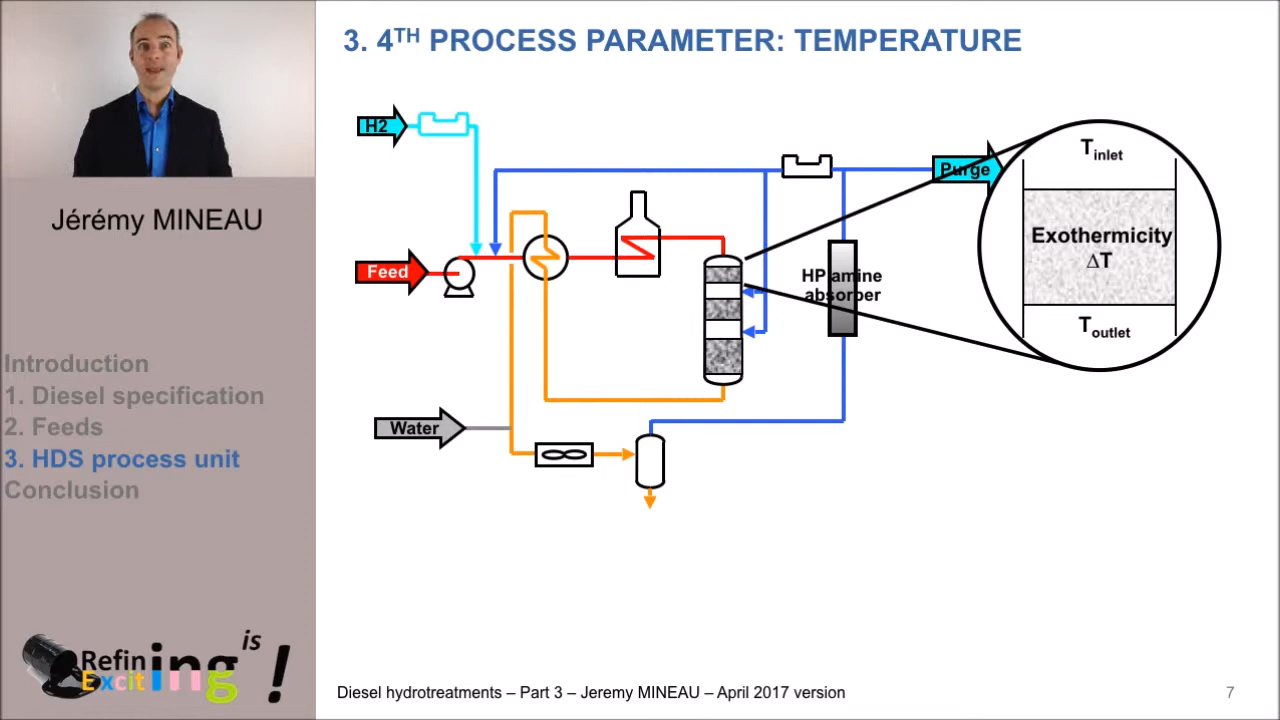 3. 4TH PROCESS PARAMETER: TEMPERATURE
Jérémy MINEAU
Introduction
1. Diesel specification
2. Feeds
3. HDS process unit
Conclusion
H2
Feed
Water
Purge
HP amine
absorber
Tinlet
Exothermicity
ΔT
Toutlet
Refining is
Exciting !
Diesel hydrotreatments – Part 3 – Jeremy MINEAU – April 2017 version
7